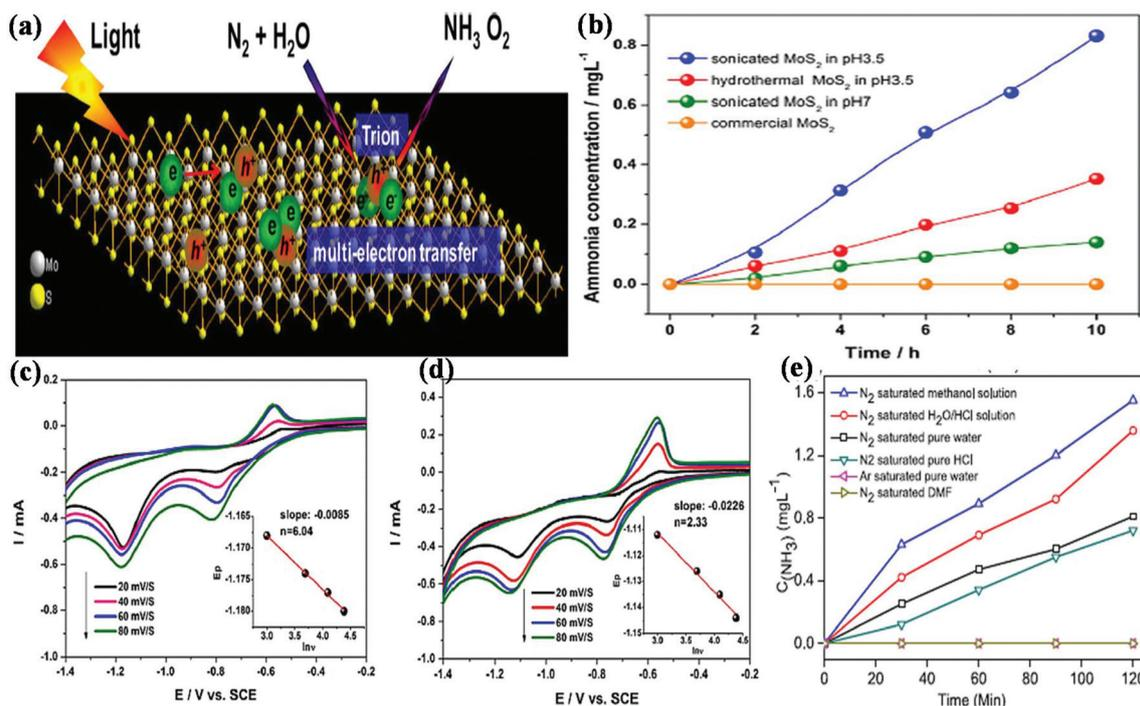 (a)
Light
N2 + H2O
NH3 O2
Trion
h+
e
h+
e
e-
h+
e-
e
e
h+
h+
multi-electron transfer
Mo
S
(b)
Ammonia concentration / mgL-1
0.8
0.6
0.4
0.2
0.0
sonicated MoS2 in pH3.5
hydrothermal MoS2 in pH3.5
sonicated MoS2 in pH7
commercial MoS2
0 2 4 6 8 10
Time / h
(c)
I / mA
0.2
0.0
-0.2
-0.4
-0.6
-0.8
-1.0
20 mV/S
40 mV/S
60 mV/S
80 mV/S
slope: -0.0085
n=6.04
Ep
-1.165
-1.170
-1.175
-1.180
3.0 3.5 4.0 4.5
lnv
-1.4 -1.2 -1.0 -0.8 -0.6 -0.4 -0.2
E / V vs. SCE
(d)
I / mA
0.4
0.2
0.0
-0.2
-0.4
-0.6
-0.8
-1.0
20 mV/S
40 mV/S
60 mV/S
80 mV/S
slope: -0.0226
n=2.33
Ep
-1.11
-1.12
-1.13
-1.14
-1.15
3.0 3.5 4.0 4.5
lnv
-1.4 -1.2 -1.0 -0.8 -0.6 -0.4 -0.2
E / V vs. SCE
(e)
C(NH3) (mgL-1)
1.6
1.2
0.8
0.4
0.0
N2 saturated methanol solution
N2 saturated H2O/HCl solution
N2 saturated pure water
N2 saturated pure HCl
Ar saturated pure water
N2 saturated DMF
0 20 40 60 80 100 120
Time (Min)